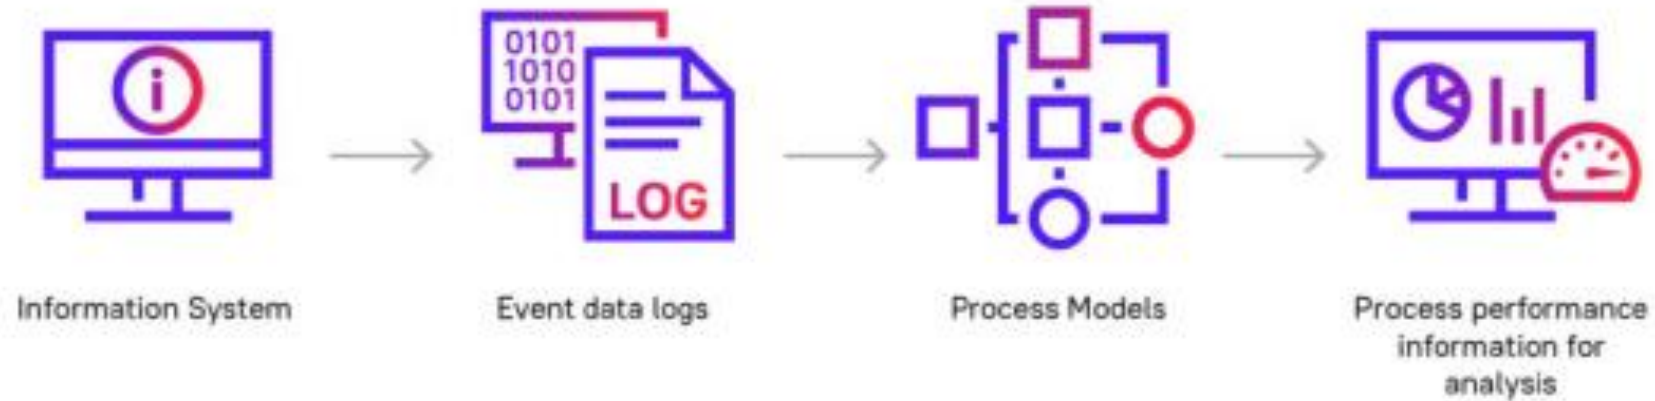 i
0101
1010
0101
LOG
Information System
Event data logs
Process Models
Process performance
information for
analysis